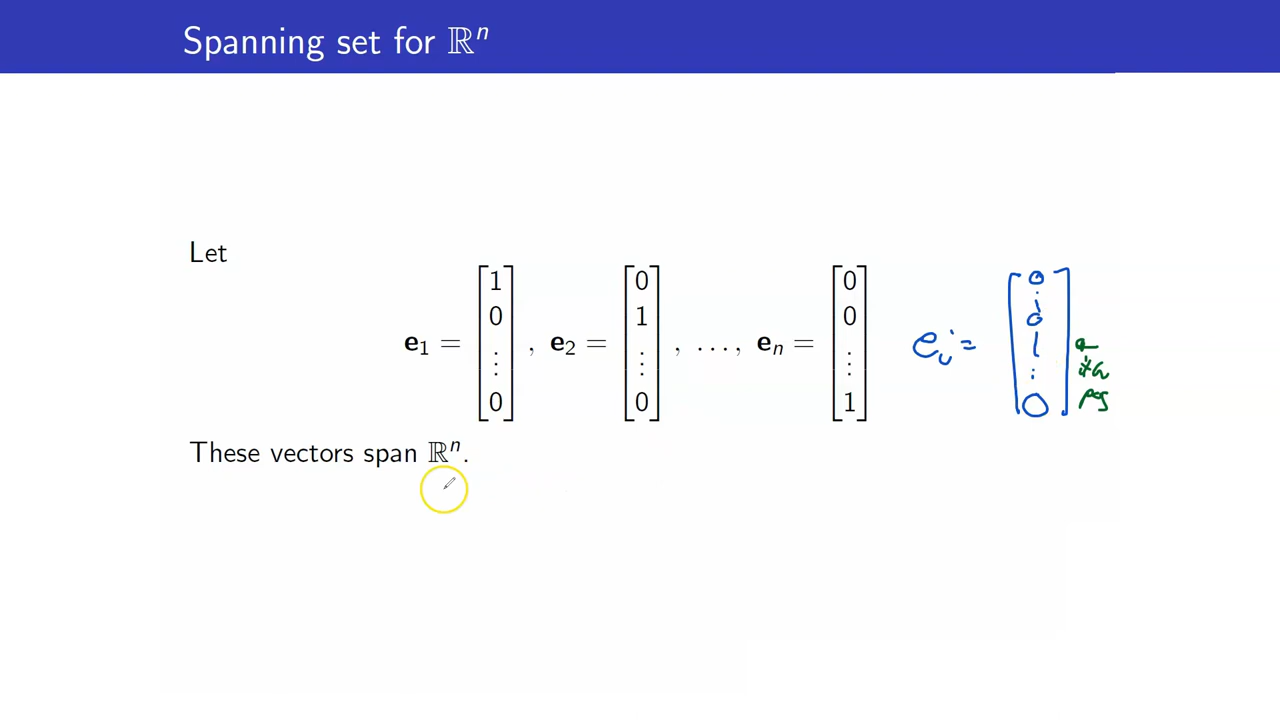 Spanning set for ℝⁿ
Let
e₁ = [1 0 ⋮ 0], e₂ = [0 1 ⋮ 0], …, eₙ = [0 0 ⋮ 1] eᵢ = [0 ⋮ 0 1 ⋮ 0] ←
pos
These vectors span ℝⁿ.